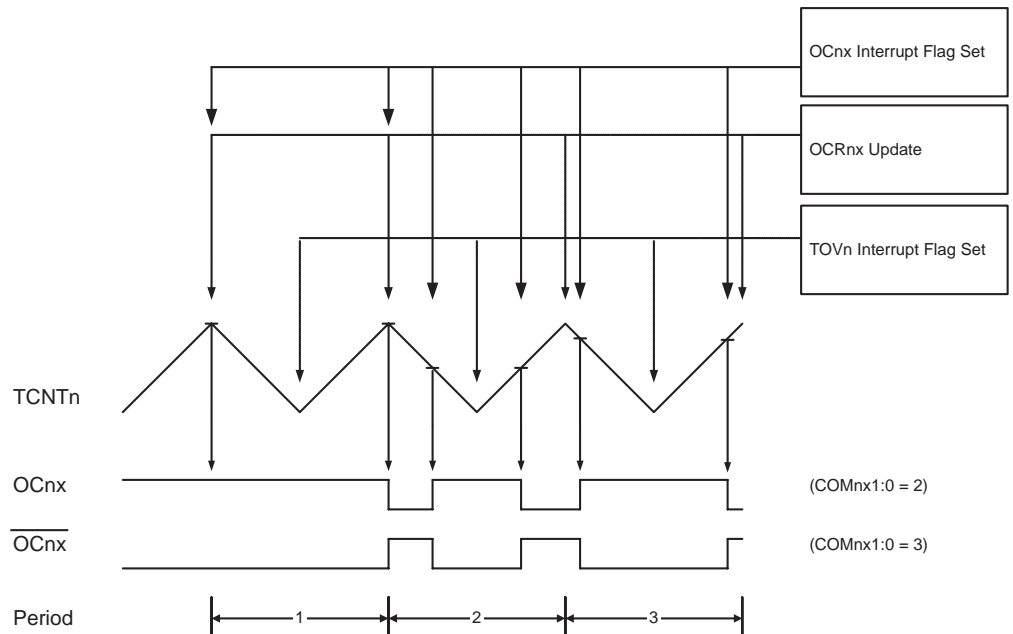 OCnx Interrupt Flag Set
OCRnx Update
TOVn Interrupt Flag Set
TCNTn
OCnx
(COMnx1:0 = 2)
OCnx
(COMnx1:0 = 3)
Period
1
2
3